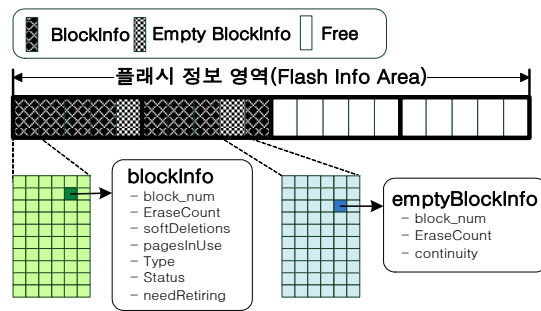 BlockInfo Empty BlockInfo Free
플래시 정보 영역(Flash Info Area)
blockInfo
- block_num
- EraseCount
- softDeletions
- pagesInUse
- Type
- Status
- needRetiring
emptyBlockInfo
- block_num
- EraseCount
- continuity